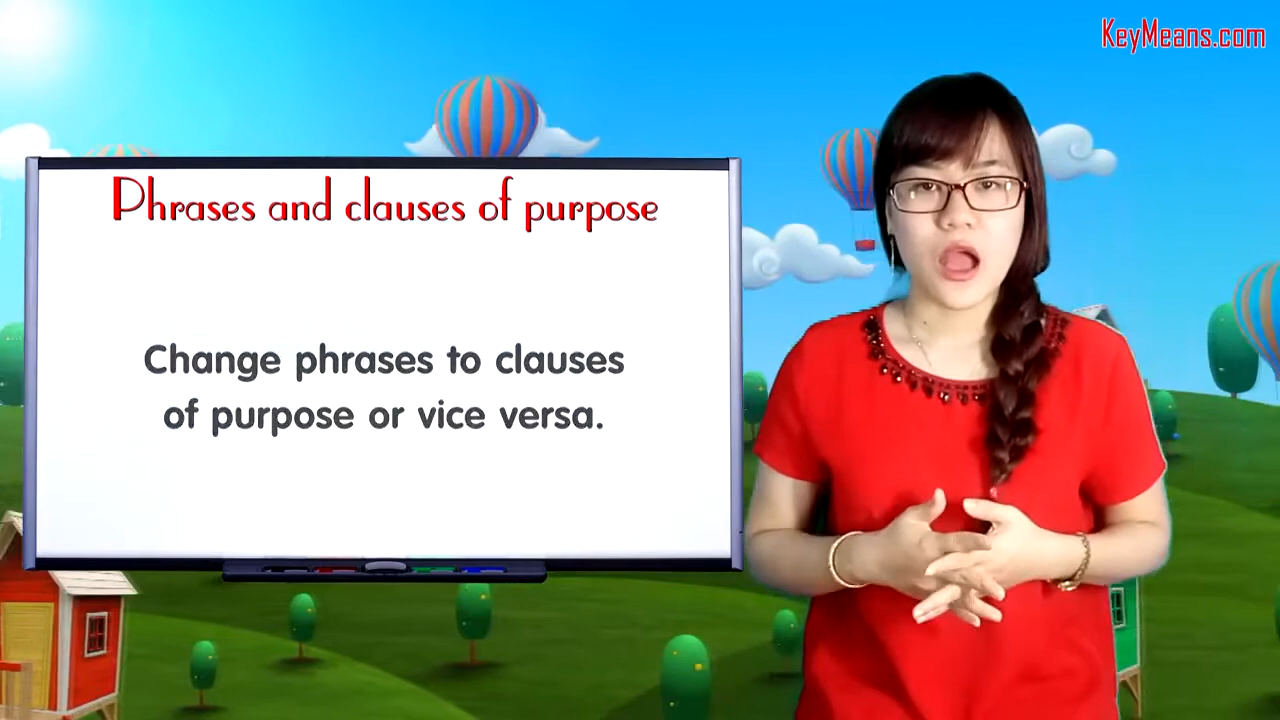 KeyMeans.com
Phrases and clauses of purpose
Change phrases to clauses
of purpose or vice versa.